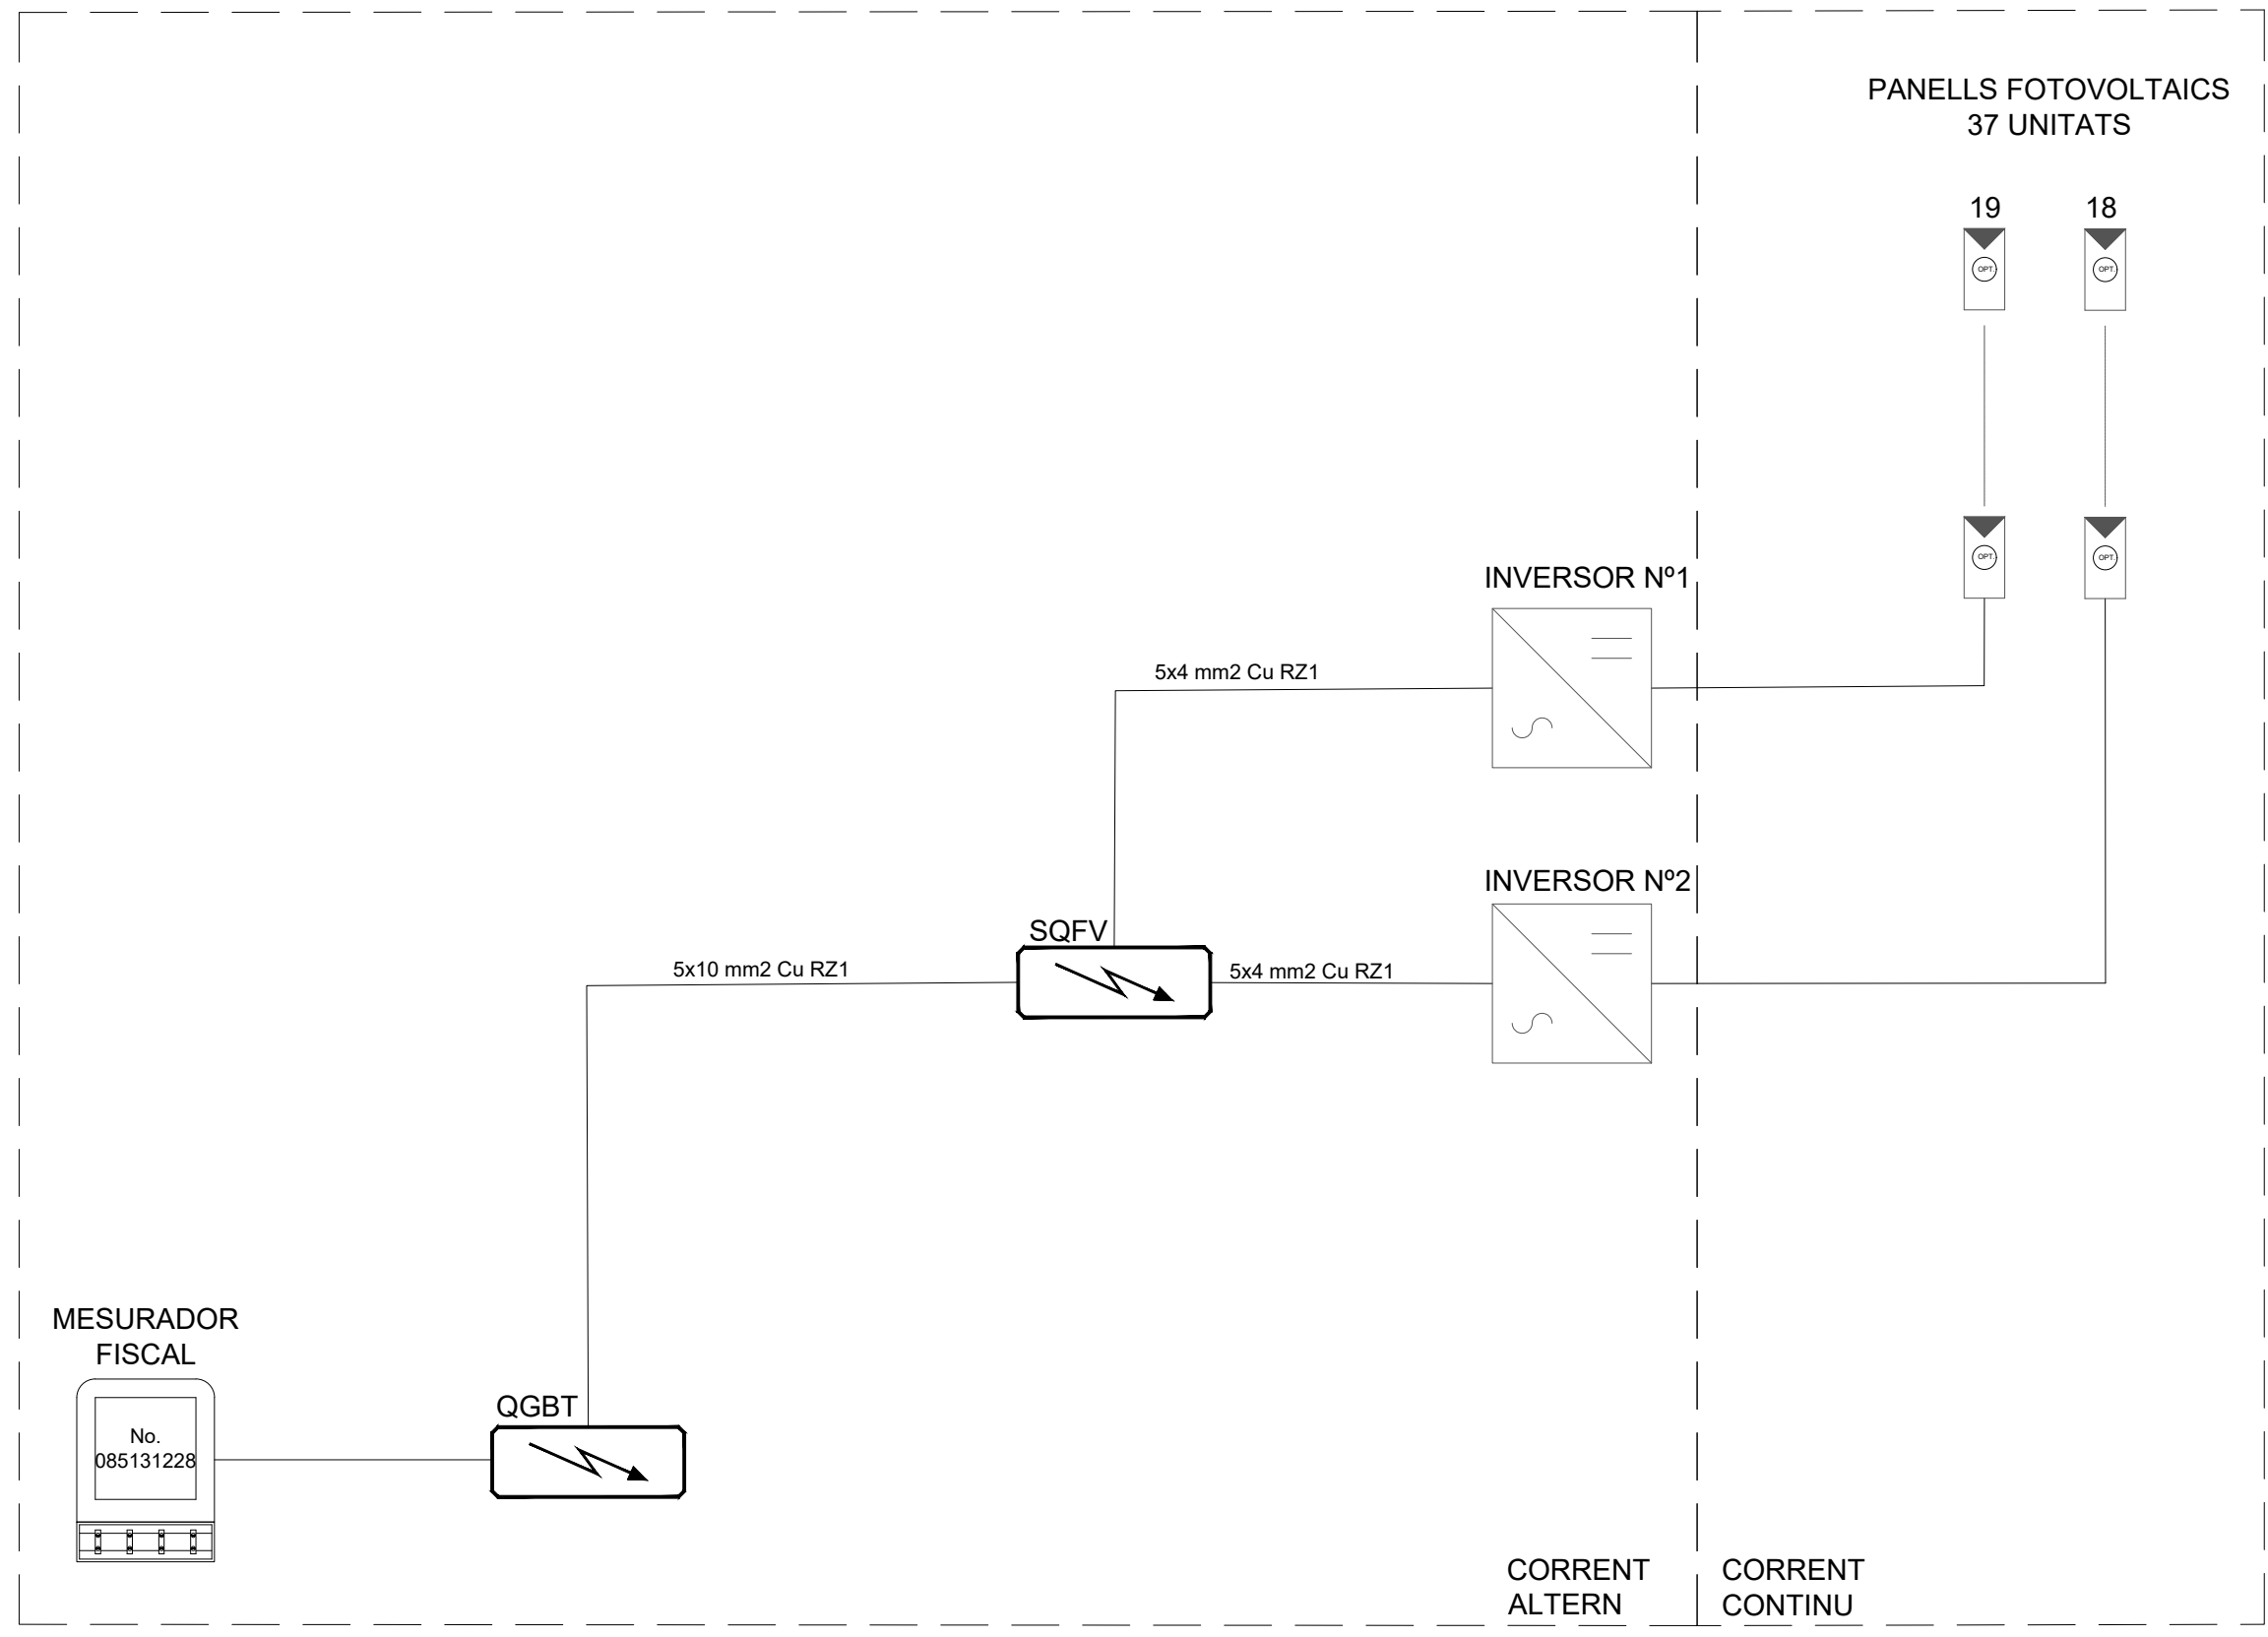 PANELLS FOTOVOLTAICS
37 UNITATS
19
18
OPT.
OPT.
OPT.
OPT.
INVERSOR Nº1
5x4 mm2 Cu RZ1
INVERSOR Nº2
SQFV
5x10 mm2 Cu RZ1
5x4 mm2 Cu RZ1
MESURADOR
FISCAL
QGBT
No.
085131228
CORRENT
ALTERN
CORRENT
CONTINU